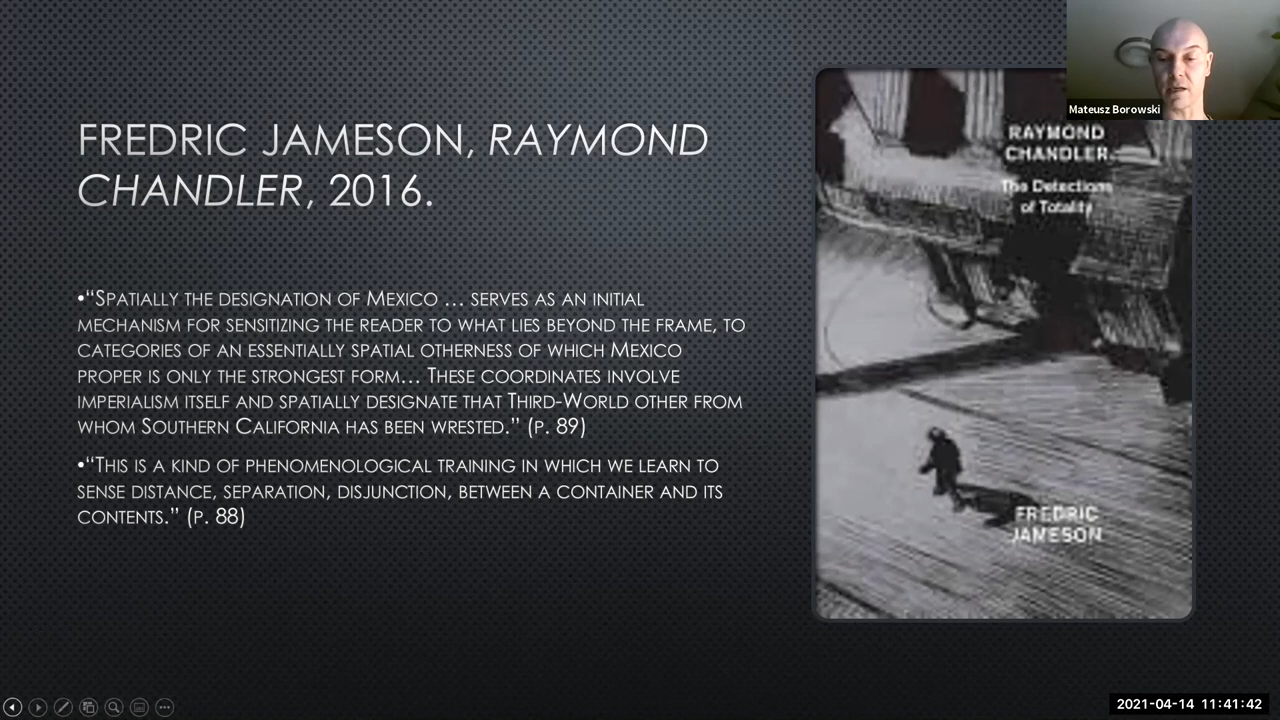 FREDRIC JAMESON, RAYMOND
CHANDLER, 2016.
•“SPATIALLY THE DESIGNATION OF MEXICO … SERVES AS AN INITIAL
MECHANISM FOR SENSITIZING THE READER TO WHAT LIES BEYOND THE FRAME, TO
CATEGORIES OF AN ESSENTIALLY SPATIAL OTHERNESS OF WHICH MEXICO
PROPER IS ONLY THE STRONGEST FORM… THESE COORDINATES INVOLVE
IMPERIALISM ITSELF AND SPATIALLY DESIGNATE THAT THIRD-WORLD OTHER FROM
WHOM SOUTHERN CALIFORNIA HAS BEEN WRESTED.” (P. 89)
•“THIS IS A KIND OF PHENOMENOLOGICAL TRAINING IN WHICH WE LEARN TO
SENSE DISTANCE, SEPARATION, DISJUNCTION, BETWEEN A CONTAINER AND ITS
CONTENTS.” (P. 88)
RAYMOND
CHANDLER
The Detections
of Totality
FREDRIC
JAMESON
Mateusz Borowski
2021-04-14 11:41:42